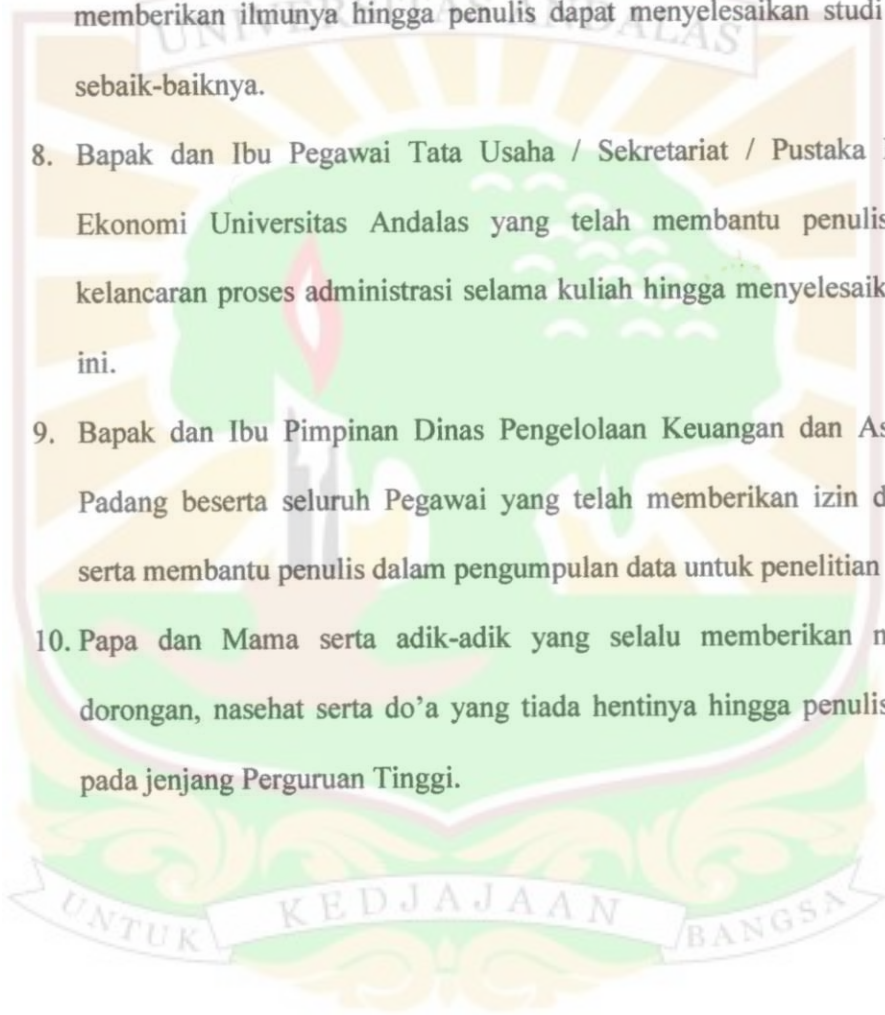 memberikan ilmunya hingga penulis dapat menyelesaikan studi
UNIVERSITAS ANDALAS
sebaik-baiknya.
8. Bapak dan Ibu Pegawai Tata Usaha / Sekretariat / Pustaka
Ekonomi Universitas Andalas yang telah membantu penulis
kelancaran proses administrasi selama kuliah hingga menyelesaik
ini.
9. Bapak dan Ibu Pimpinan Dinas Pengelolaan Keuangan dan As
Padang beserta seluruh Pegawai yang telah memberikan izin d
serta membantu penulis dalam pengumpulan data untuk penelitian
10. Papa dan Mama serta adik-adik yang selalu memberikan
dorongan, nasehat serta do'a yang tiada hentinya hingga penulis
pada jenjang Perguruan Tinggi.
UNTUK KEDJAJAAN BANGSA